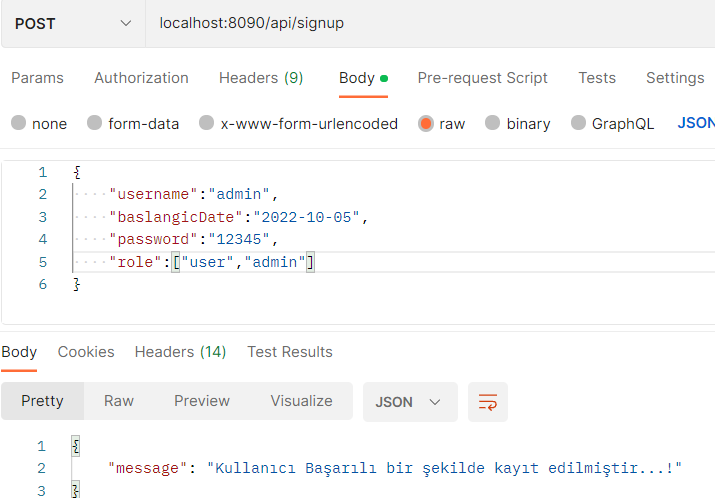 POST localhost:8090/api/signup
Params Authorization Headers (9) Body Pre-request Script Tests Settings
none form-data x-www-form-urlencoded raw binary GraphQL JSON
1 {
2 "username":"admin",
3 "baslangicDate":"2022-10-05",
4 "password":"12345",
5 "role":["user","admin"]
6 }
Body Cookies Headers (14) Test Results
Pretty Raw Preview Visualize JSON
1 {
2 "message": "Kullanıcı Başarılı bir şekilde kayıt edilmiştir...!"
3 }